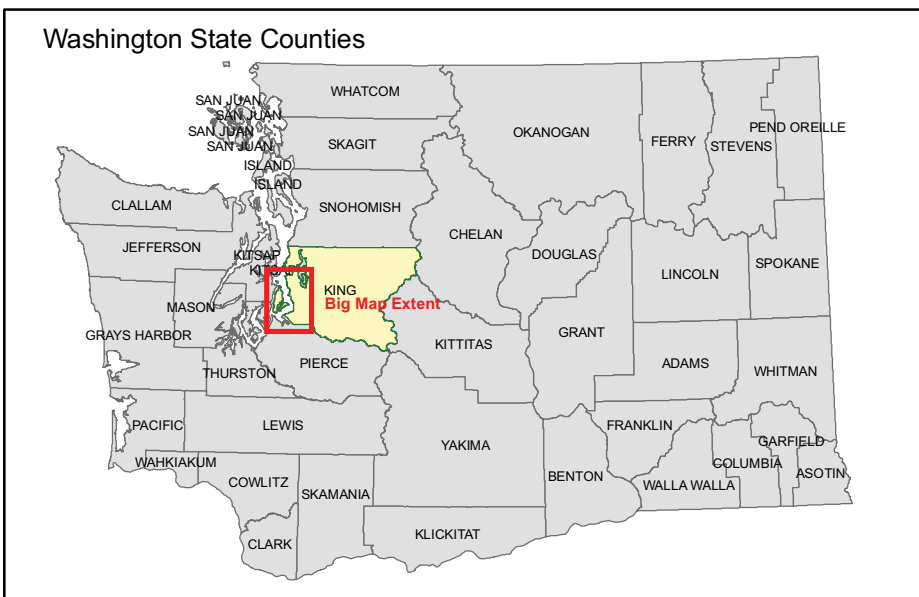 Washington State Counties
WHATCOM
SAN JUAN
SAN JUAN
SAN JUAN
SAN JUAN
SKAGIT
OKANOGAN
FERRY
STEVENS
PEND OREILLE
ISLAND
ISLAND
CLALLAM
SNOHOMISH
CHELAN
JEFFERSON
KITSAP
KITSAP
DOUGLAS
LINCOLN
SPOKANE
KING
Big Map Extent
MASON
GRAYS HARBOR
KITTITAS
GRANT
PIERCE
THURSTON
ADAMS
WHITMAN
PACIFIC
LEWIS
YAKIMA
FRANKLIN
GARFIELD
WAHKIAKUM
COLUMBIA
ASOTIN
COWLITZ
SKAMANIA
BENTON
WALLA WALLA
KLICKITAT
CLARK